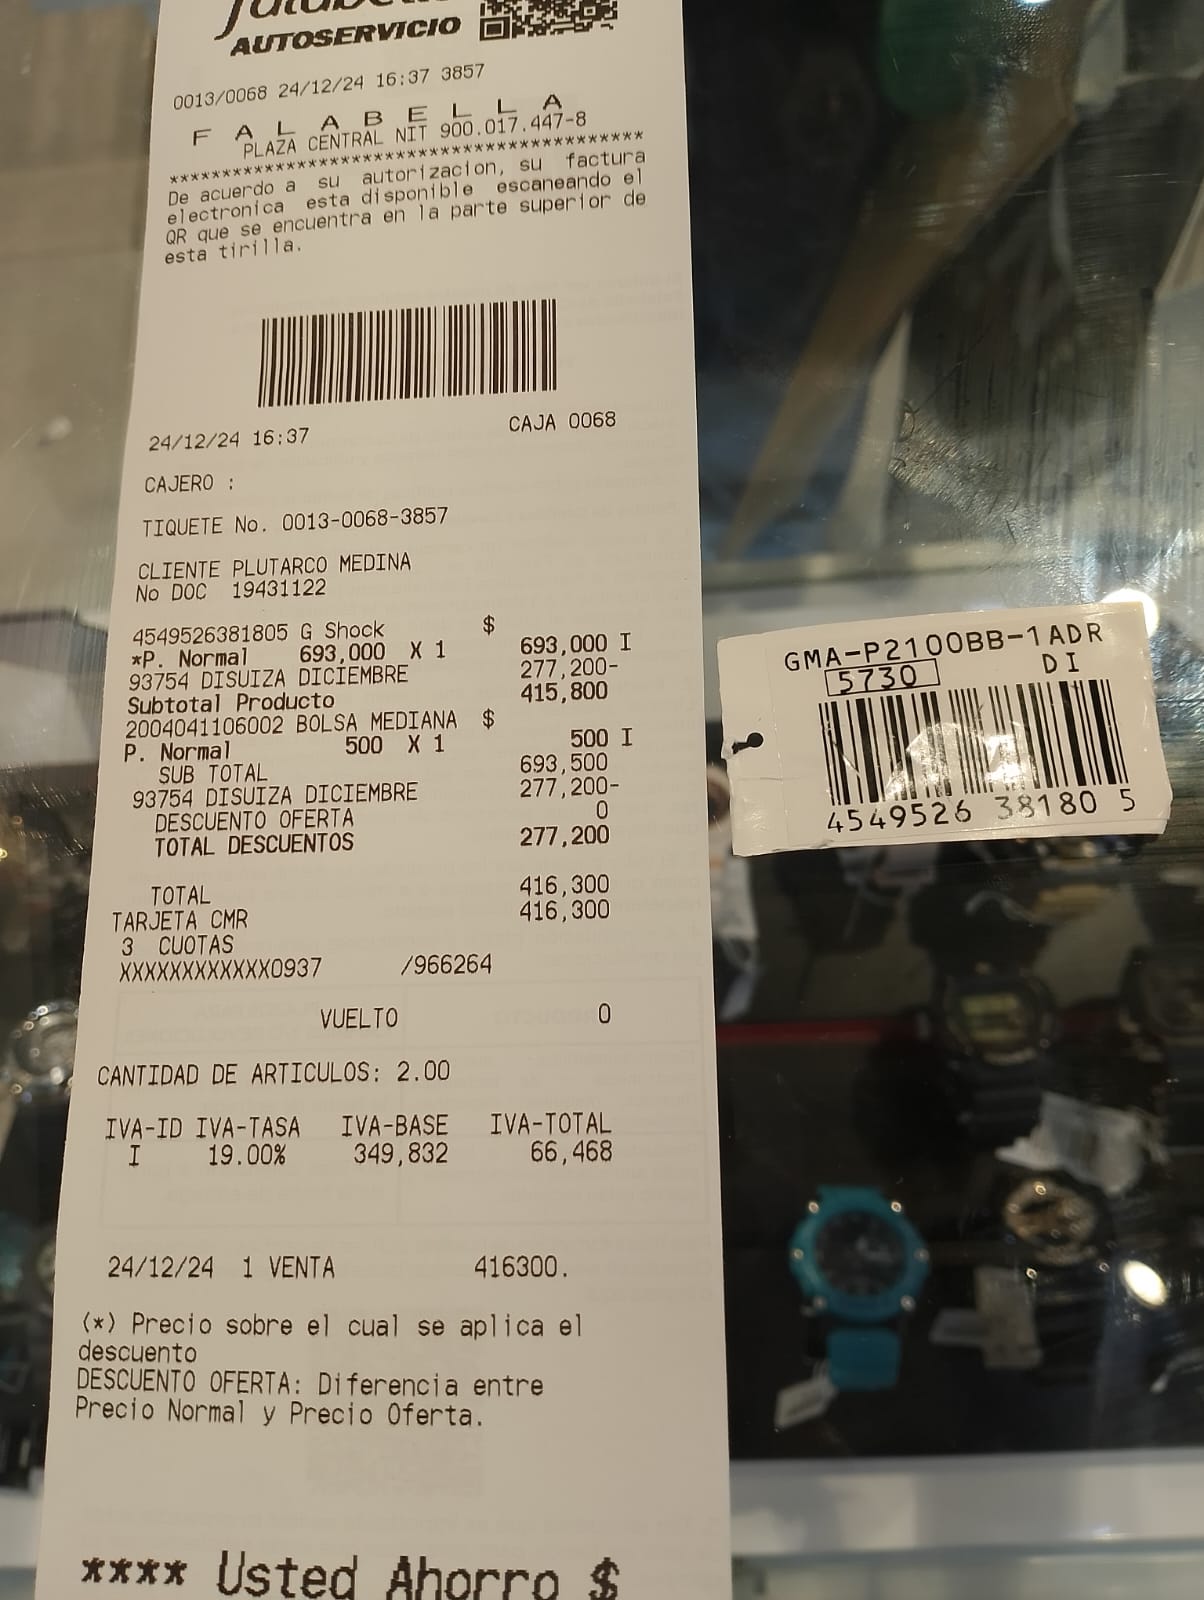 AUTOSERVICIO
0013/0068 24/12/24 16:37 3857
F A L A B E L L A
PLAZA CENTRAL NIT 900.017.447-8
****************************************
De acuerdo a su autorizacion, su factura
electronica esta disponible escaneando el
QR que se encuentra en la parte superior de
esta tirilla.
24/12/24 16:37 CAJA 0068
CAJERO :
TIQUETE No. 0013-0068-3857
CLIENTE PLUTARCO MEDINA
No DOC 19431122
4549526381805 G Shock $
*P. Normal 693,000 X 1 693,000 I
93754 DISUIZA DICIEMBRE 277,200-
Subtotal Producto 415,800
2004041106002 BOLSA MEDIANA $
P. Normal 500 X 1 500 I
SUB TOTAL 693,500
93754 DISUIZA DICIEMBRE 277,200-
DESCUENTO OFERTA 0
TOTAL DESCUENTOS 277,200
TOTAL 416,300
TARJETA CMR 416,300
3 CUOTAS
XXXXXXXXXXXX0937 /966264
VUELTO 0
CANTIDAD DE ARTICULOS: 2.00
IVA-ID IVA-TASA IVA-BASE IVA-TOTAL
I 19.00% 349,832 66,468
24/12/24 1 VENTA 416300.
(*) Precio sobre el cual se aplica el
descuento
DESCUENTO OFERTA: Diferencia entre
Precio Normal y Precio Oferta.
**** Usted Ahorro $
GMA-P2100BB-1ADR
5730 DI
4549526 38180 5